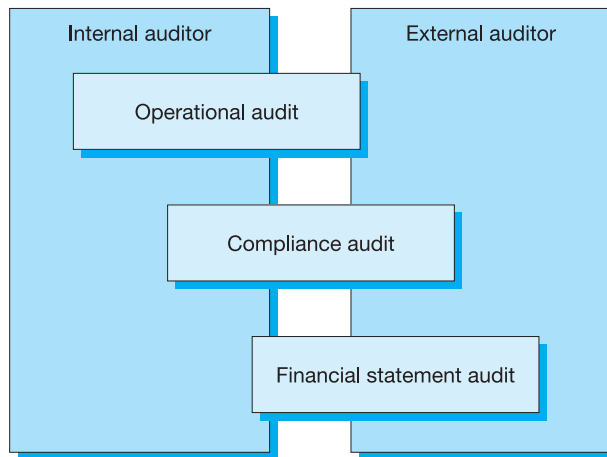 Internal auditor
External auditor
Operational audit
Compliance audit
Financial statement audit